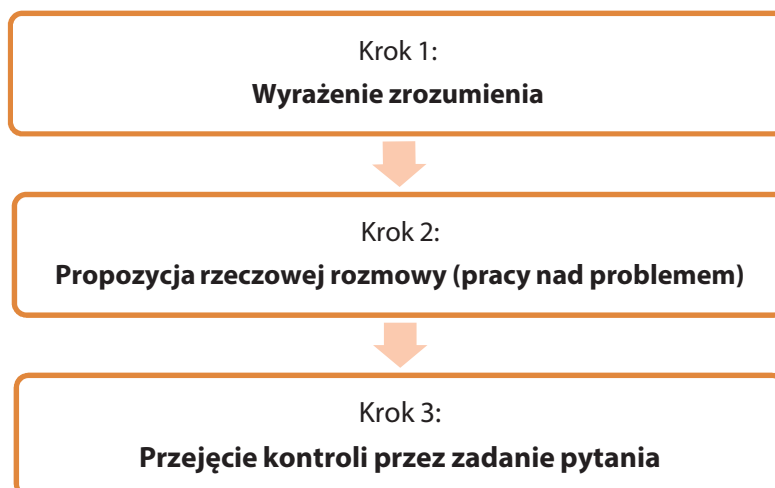 Krok 1:
Wyrażenie zrozumienia
Krok 2:
Propozycja rzeczowej rozmowy (pracy nad problemem)
Krok 3:
Przejęcie kontroli przez zadanie pytania